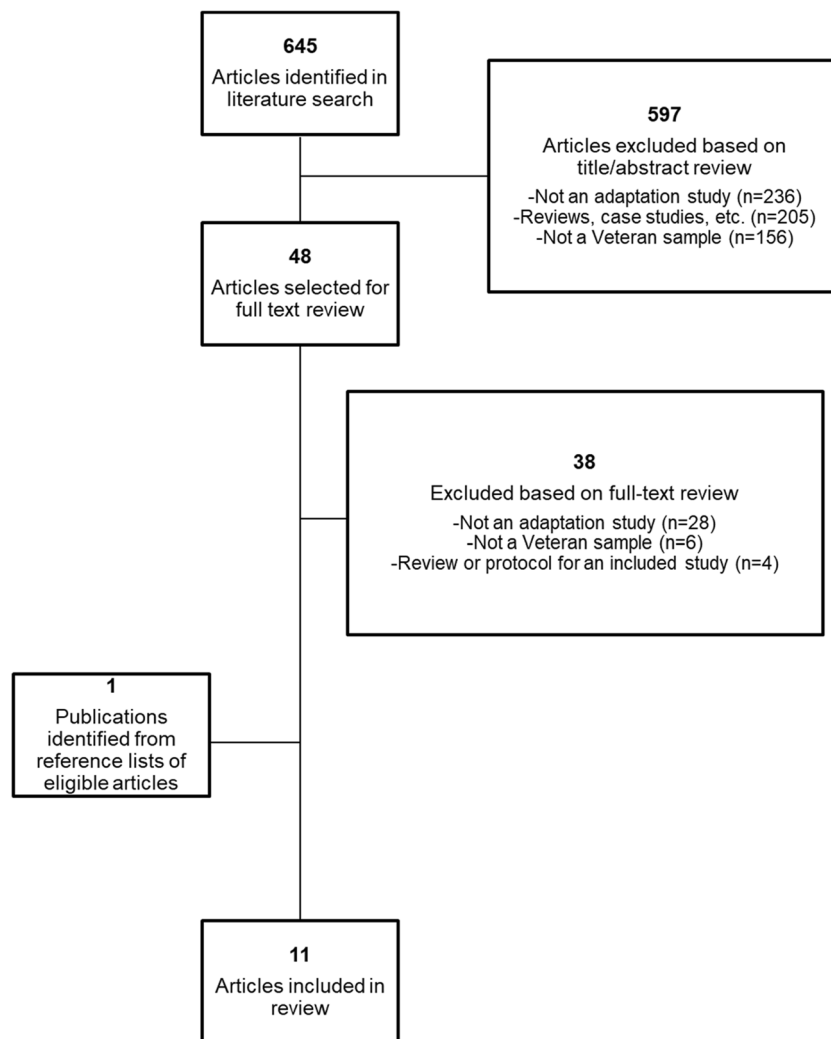 645
Articles identified in
literature search
597
Articles excluded based on
title/abstract review
-Not an adaptation study (n=236)
-Reviews, case studies, etc. (n=205)
-Not a Veteran sample (n=156)
48
Articles selected for
full text review
38
Excluded based on full-text review
-Not an adaptation study (n=28)
-Not a Veteran sample (n=6)
-Review or protocol for an included study (n=4)
1
Publications
identified from
reference lists of
eligible articles
11
Articles included in
review